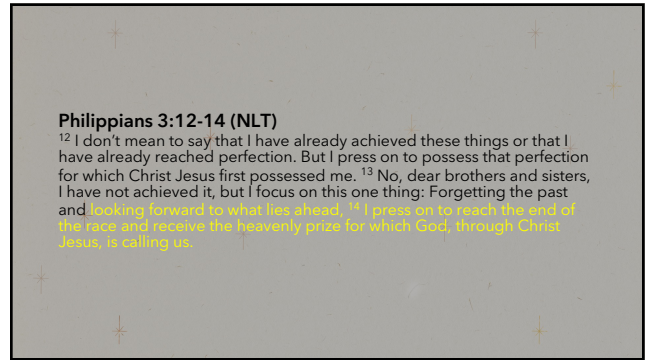 Philippians 3:12-14 (NLT)
12 I don't mean to say that I have already achieved these things or that I
have already reached perfection. But I press on to possess that perfection
for which Christ Jesus first possessed me. 13 No, dear brothers and sisters,
I have not achieved it, but I focus on this one thing: Forgetting the past
and looking forward to what lies ahead, 14 I press on to reach the end of
the race and receive the heavenly prize for which God, through Christ
Jesus, is calling us.